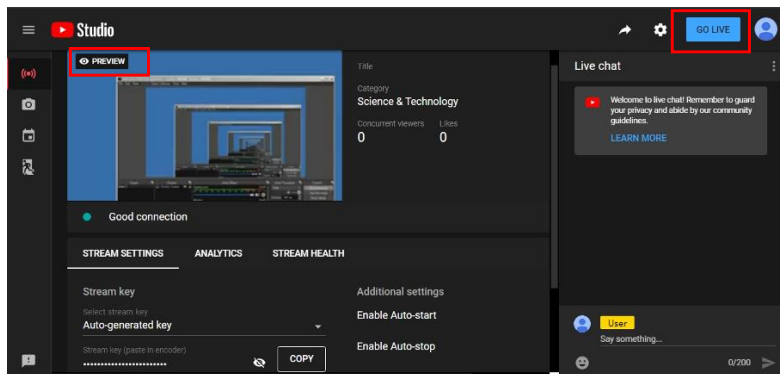 Studio
GO LIVE
PREVIEW
Title
Category
Science & Technology
Concurrent viewers
Likes
0
0
Good connection
STREAM SETTINGS
ANALYTICS
STREAM HEALTH
Stream key
Select stream key
Auto-generated key
Stream key (paste in encoder)
••••••••••••••••••••••••
COPY
Additional settings
Enable Auto-start
Enable Auto-stop
Live chat
Welcome to live chat! Remember to guard
your privacy and abide by our community
guidelines.
LEARN MORE
User
Say something...
0/200